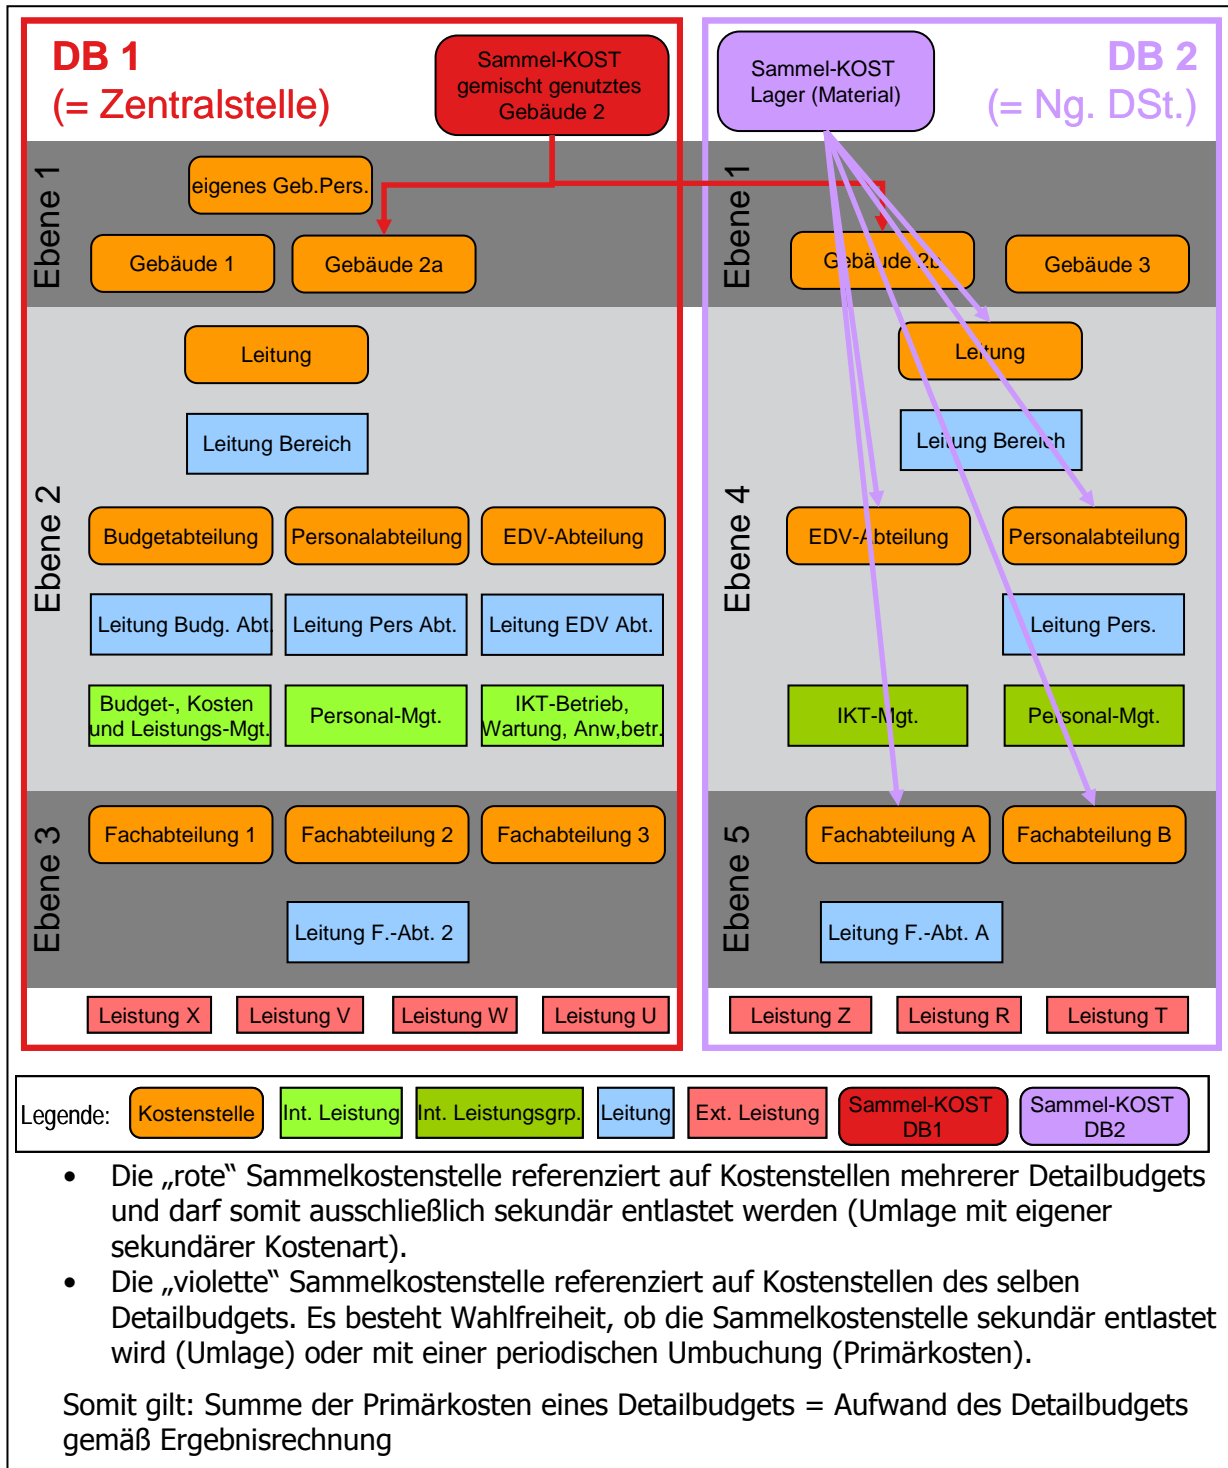 DB 1
(= Zentralstelle)
Sammel-KOST
gemischt genutztes
Gebäude 2
Sammel-KOST
Lager (Material)
DB 2
(= Ng. DSt.)
Ebene 1
eigenes Geb.Pers.
Gebäude 1
Gebäude 2a
Ebene 1
Gebäude 2b
Gebäude 3
Ebene 2
Leitung
Leitung Bereich
Budgetabteilung
Personalabteilung
EDV-Abteilung
Leitung Budg. Abt.
Leitung Pers Abt.
Leitung EDV Abt.
Budget-, Kosten
und Leistungs-Mgt.
Personal-Mgt.
IKT-Betrieb,
Wartung, Anw,betr.
Ebene 4
Leitung
Leitung Bereich
EDV-Abteilung
Personalabteilung
Leitung Pers.
IKT-Mgt.
Personal-Mgt.
Ebene 3
Fachabteilung 1
Fachabteilung 2
Fachabteilung 3
Leitung F.-Abt. 2
Ebene 5
Fachabteilung A
Fachabteilung B
Leitung F.-Abt. A
Leistung X
Leistung V
Leistung W
Leistung U
Leistung Z
Leistung R
Leistung T
Legende:
Kostenstelle
Int. Leistung
Int. Leistungsgrp.
Leitung
Ext. Leistung
Sammel-KOST
DB1
Sammel-KOST
DB2
• Die „rote“ Sammelkostenstelle referenziert auf Kostenstellen mehrerer Detailbudgets
und darf somit ausschließlich sekundär entlastet werden (Umlage mit eigener
sekundärer Kostenart).
• Die „violette“ Sammelkostenstelle referenziert auf Kostenstellen des selben
Detailbudgets. Es besteht Wahlfreiheit, ob die Sammelkostenstelle sekundär entlastet
wird (Umlage) oder mit einer periodischen Umbuchung (Primärkosten).
Somit gilt: Summe der Primärkosten eines Detailbudgets = Aufwand des Detailbudgets
gemäß Ergebnisrechnung